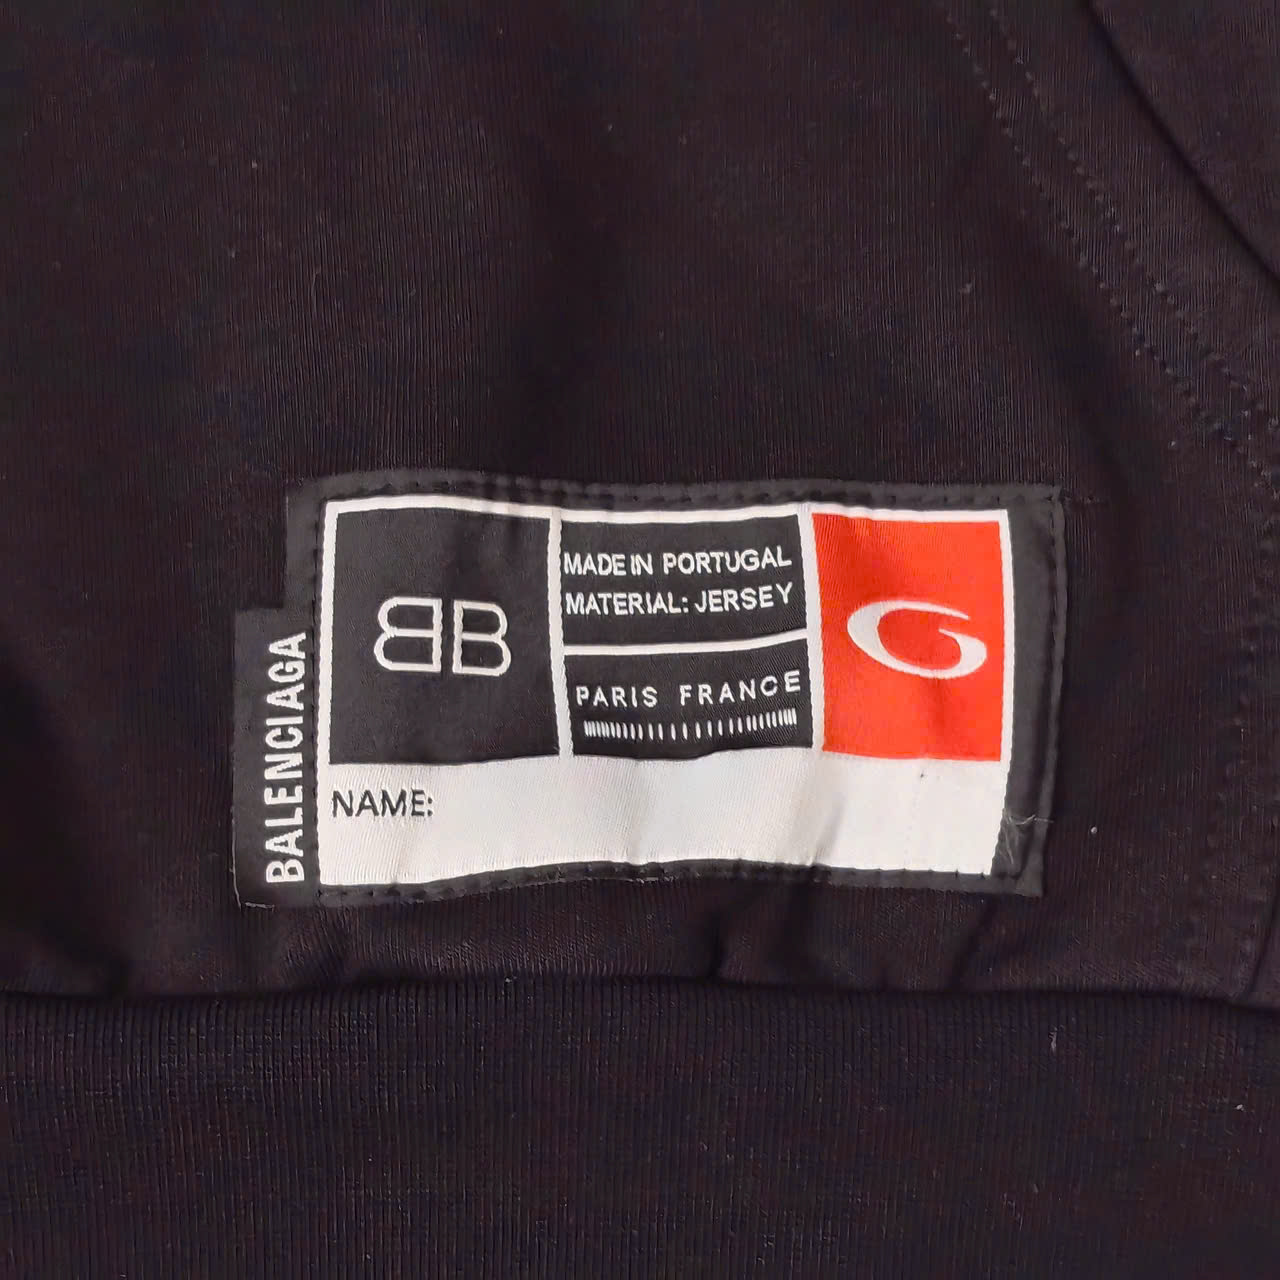 BALENCIAGA
BB
MADE IN PORTUGAL
MATERIAL: JERSEY
PARIS FRANCE
G
NAME: